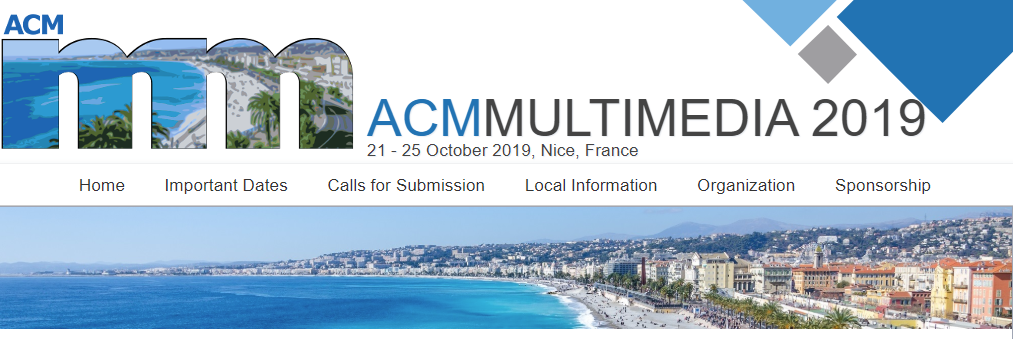 ACM
mm
ACMMULTIMEDIA 2019
21 - 25 October 2019, Nice, France
Home Important Dates Calls for Submission Local Information Organization Sponsorship